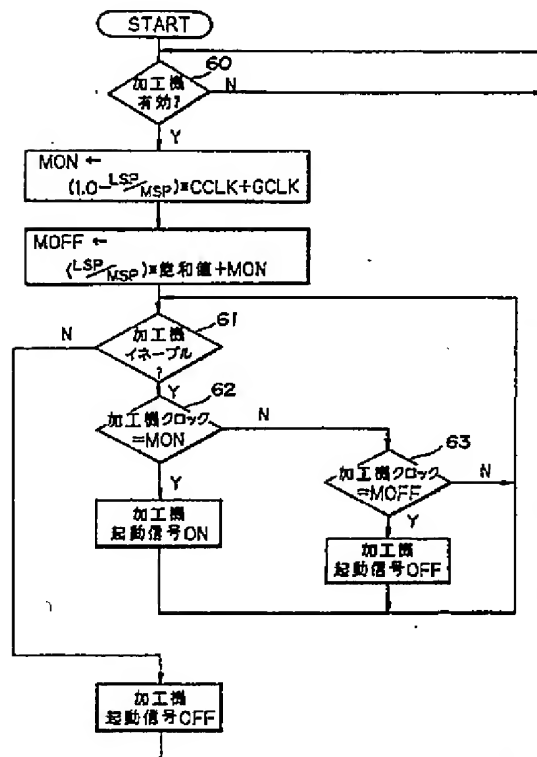 START
60
加工機
有効?
N
Y
MON ←
(1.0-LSP/MSP)*CCLK+GCLK
MOFF ←
(LSP/MSP)*飽和値+MON
61
N
加工機
イネーブル
?
Y
62
加工機クロック
=MON
N
63
加工機クロック
=MOFF
N
Y
Y
加工機
起動信号ON
加工機
起動信号OFF
加工機
起動信号OFF